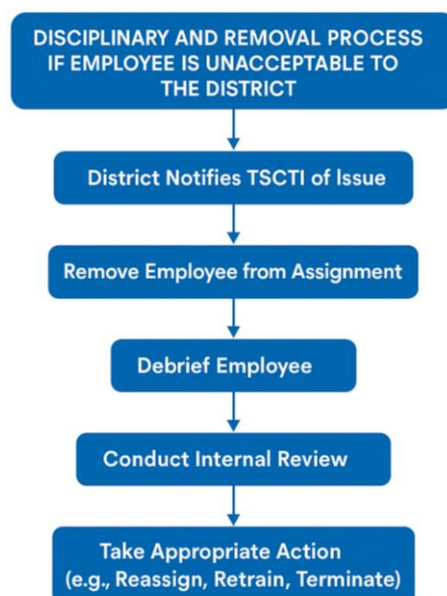 DISCIPLINARY AND REMOVAL PROCESS
IF EMPLOYEE IS UNACCEPTABLE TO
THE DISTRICT
District Notifies TSCTI of Issue
Remove Employee from Assignment
Debrief Employee
Conduct Internal Review
Take Appropriate Action
(e.g., Reassign, Retrain, Terminate)